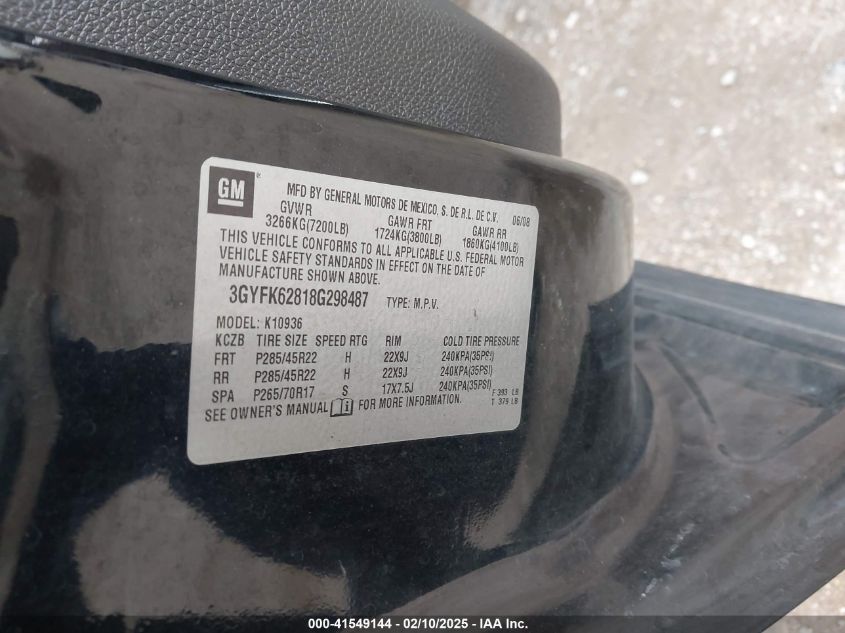 GM
MFD BY GENERAL MOTORS DE MEXICO, S. DE R.L. DE C.V. 06/08
GVWR GAWR FRT GAWR RR
3266KG(7200LB) 1724KG(3800LB) 1860KG(4100LB)
THIS VEHICLE CONFORMS TO ALL APPLICABLE U.S. FEDERAL MOTOR
VEHICLE SAFETY STANDARDS IN EFFECT ON THE DATE OF
MANUFACTURE SHOWN ABOVE.
3GYFK62818G298487 TYPE: M.P.V.
MODEL: K10936
KCZB TIRE SIZE SPEED RTG RIM COLD TIRE PRESSURE
FRT P285/45R22 H 22X9J 240KPA(35PSI)
RR P285/45R22 H 22X9J 240KPA(35PSI)
SPA P265/70R17 S 17X7.5J 240KPA(35PSI)
F 393 LB
T 379 LB
SEE OWNER'S MANUAL FOR MORE INFORMATION.
000-41549144 - 02/10/2025 - IAA Inc.